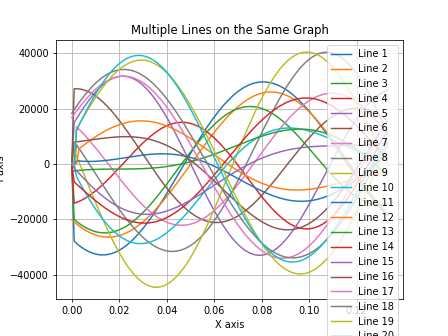 Multiple Lines on the Same Graph
40000
20000
0
−20000
−40000
0.00
0.02
0.04
0.06
0.08
0.10
X axis
Line 1
Line 2
Line 3
Line 4
Line 5
Line 6
Line 7
Line 8
Line 9
Line 10
Line 11
Line 12
Line 13
Line 14
Line 15
Line 16
Line 17
Line 18
Line 19